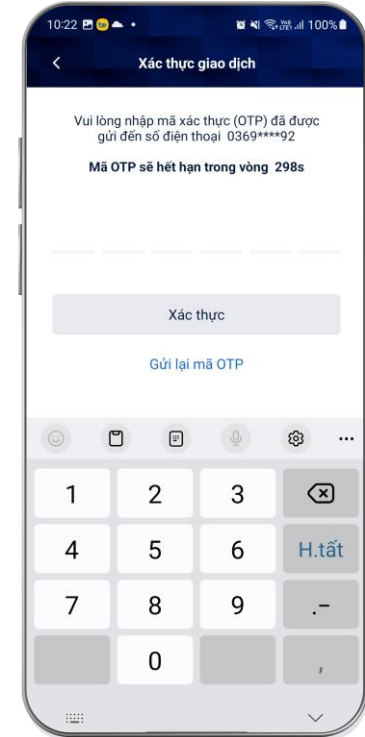 10:22 100%
Xác thực giao dịch
Vui lòng nhập mã xác thực (OTP) đã được
gửi đến số điện thoại 0369****92
Mã OTP sẽ hết hạn trong vòng 298s
Xác thực
Gửi lại mã OTP
1 2 3
4 5 6 H.tất
7 8 9 .-
0 ,